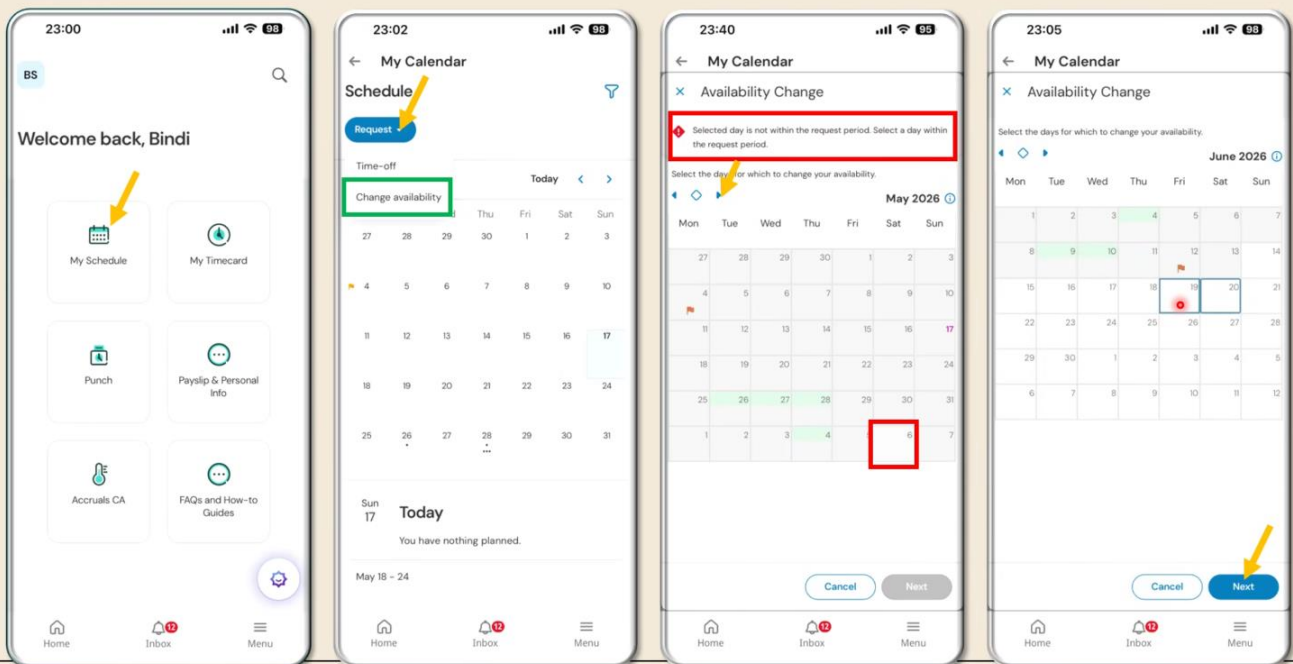 23:00
98
BS
Welcome back, Bindi
My Schedule
My Timecard
Punch
Payslip & Personal
Info
Accruals CA
FAQs and How-to
Guides
Home
12
Inbox
Menu
23:02
98
My Calendar
Schedule
Request
Time-off
Change availability
Today
Thu Fri Sat Sun
27 28 29 30 1 2 3
4 5 6 7 8 9 10
11 12 13 14 15 16 17
18 19 20 21 22 23 24
25 26 27 28 29 30 31
Sun
17
Today
You have nothing planned.
May 18 - 24
Home
12
Inbox
Menu
23:40
95
My Calendar
Availability Change
Selected day is not within the request period. Select a day within
the request period.
Select the days for which to change your availability.
May 2026
Mon Tue Wed Thu Fri Sat Sun
27 28 29 30 1 2 3
4 5 6 7 8 9 10
11 12 13 14 15 16 17
18 19 20 21 22 23 24
25 26 27 28 29 30 31
1 2 3 4 6 7
Cancel
Next
Home
12
Inbox
Menu
23:05
98
My Calendar
Availability Change
Select the days for which to change your availability.
June 2026
Mon Tue Wed Thu Fri Sat Sun
1 2 3 4 5 6 7
8 9 10 11 12 13 14
15 16 17 18 19 20 21
22 23 24 25 26 27 28
29 30 1 2 3 4 5
6 7 8 9 10 11 12
Cancel
Next
Home
12
Inbox
Menu